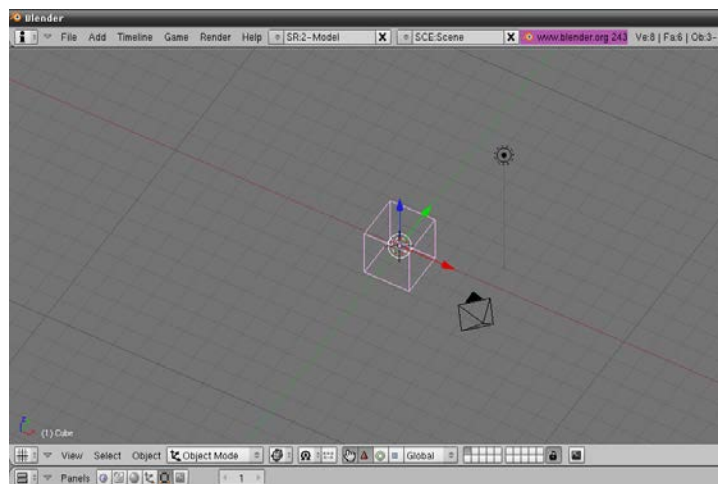 Blender
File Add Timeline Game Render Help SR:2-Model X SCE:Scene X www.blender.org 243 Ve:8 | Fa:6 | Ob:3-
z
(1) Cube
View Select Object Object Mode Global
Panels 1